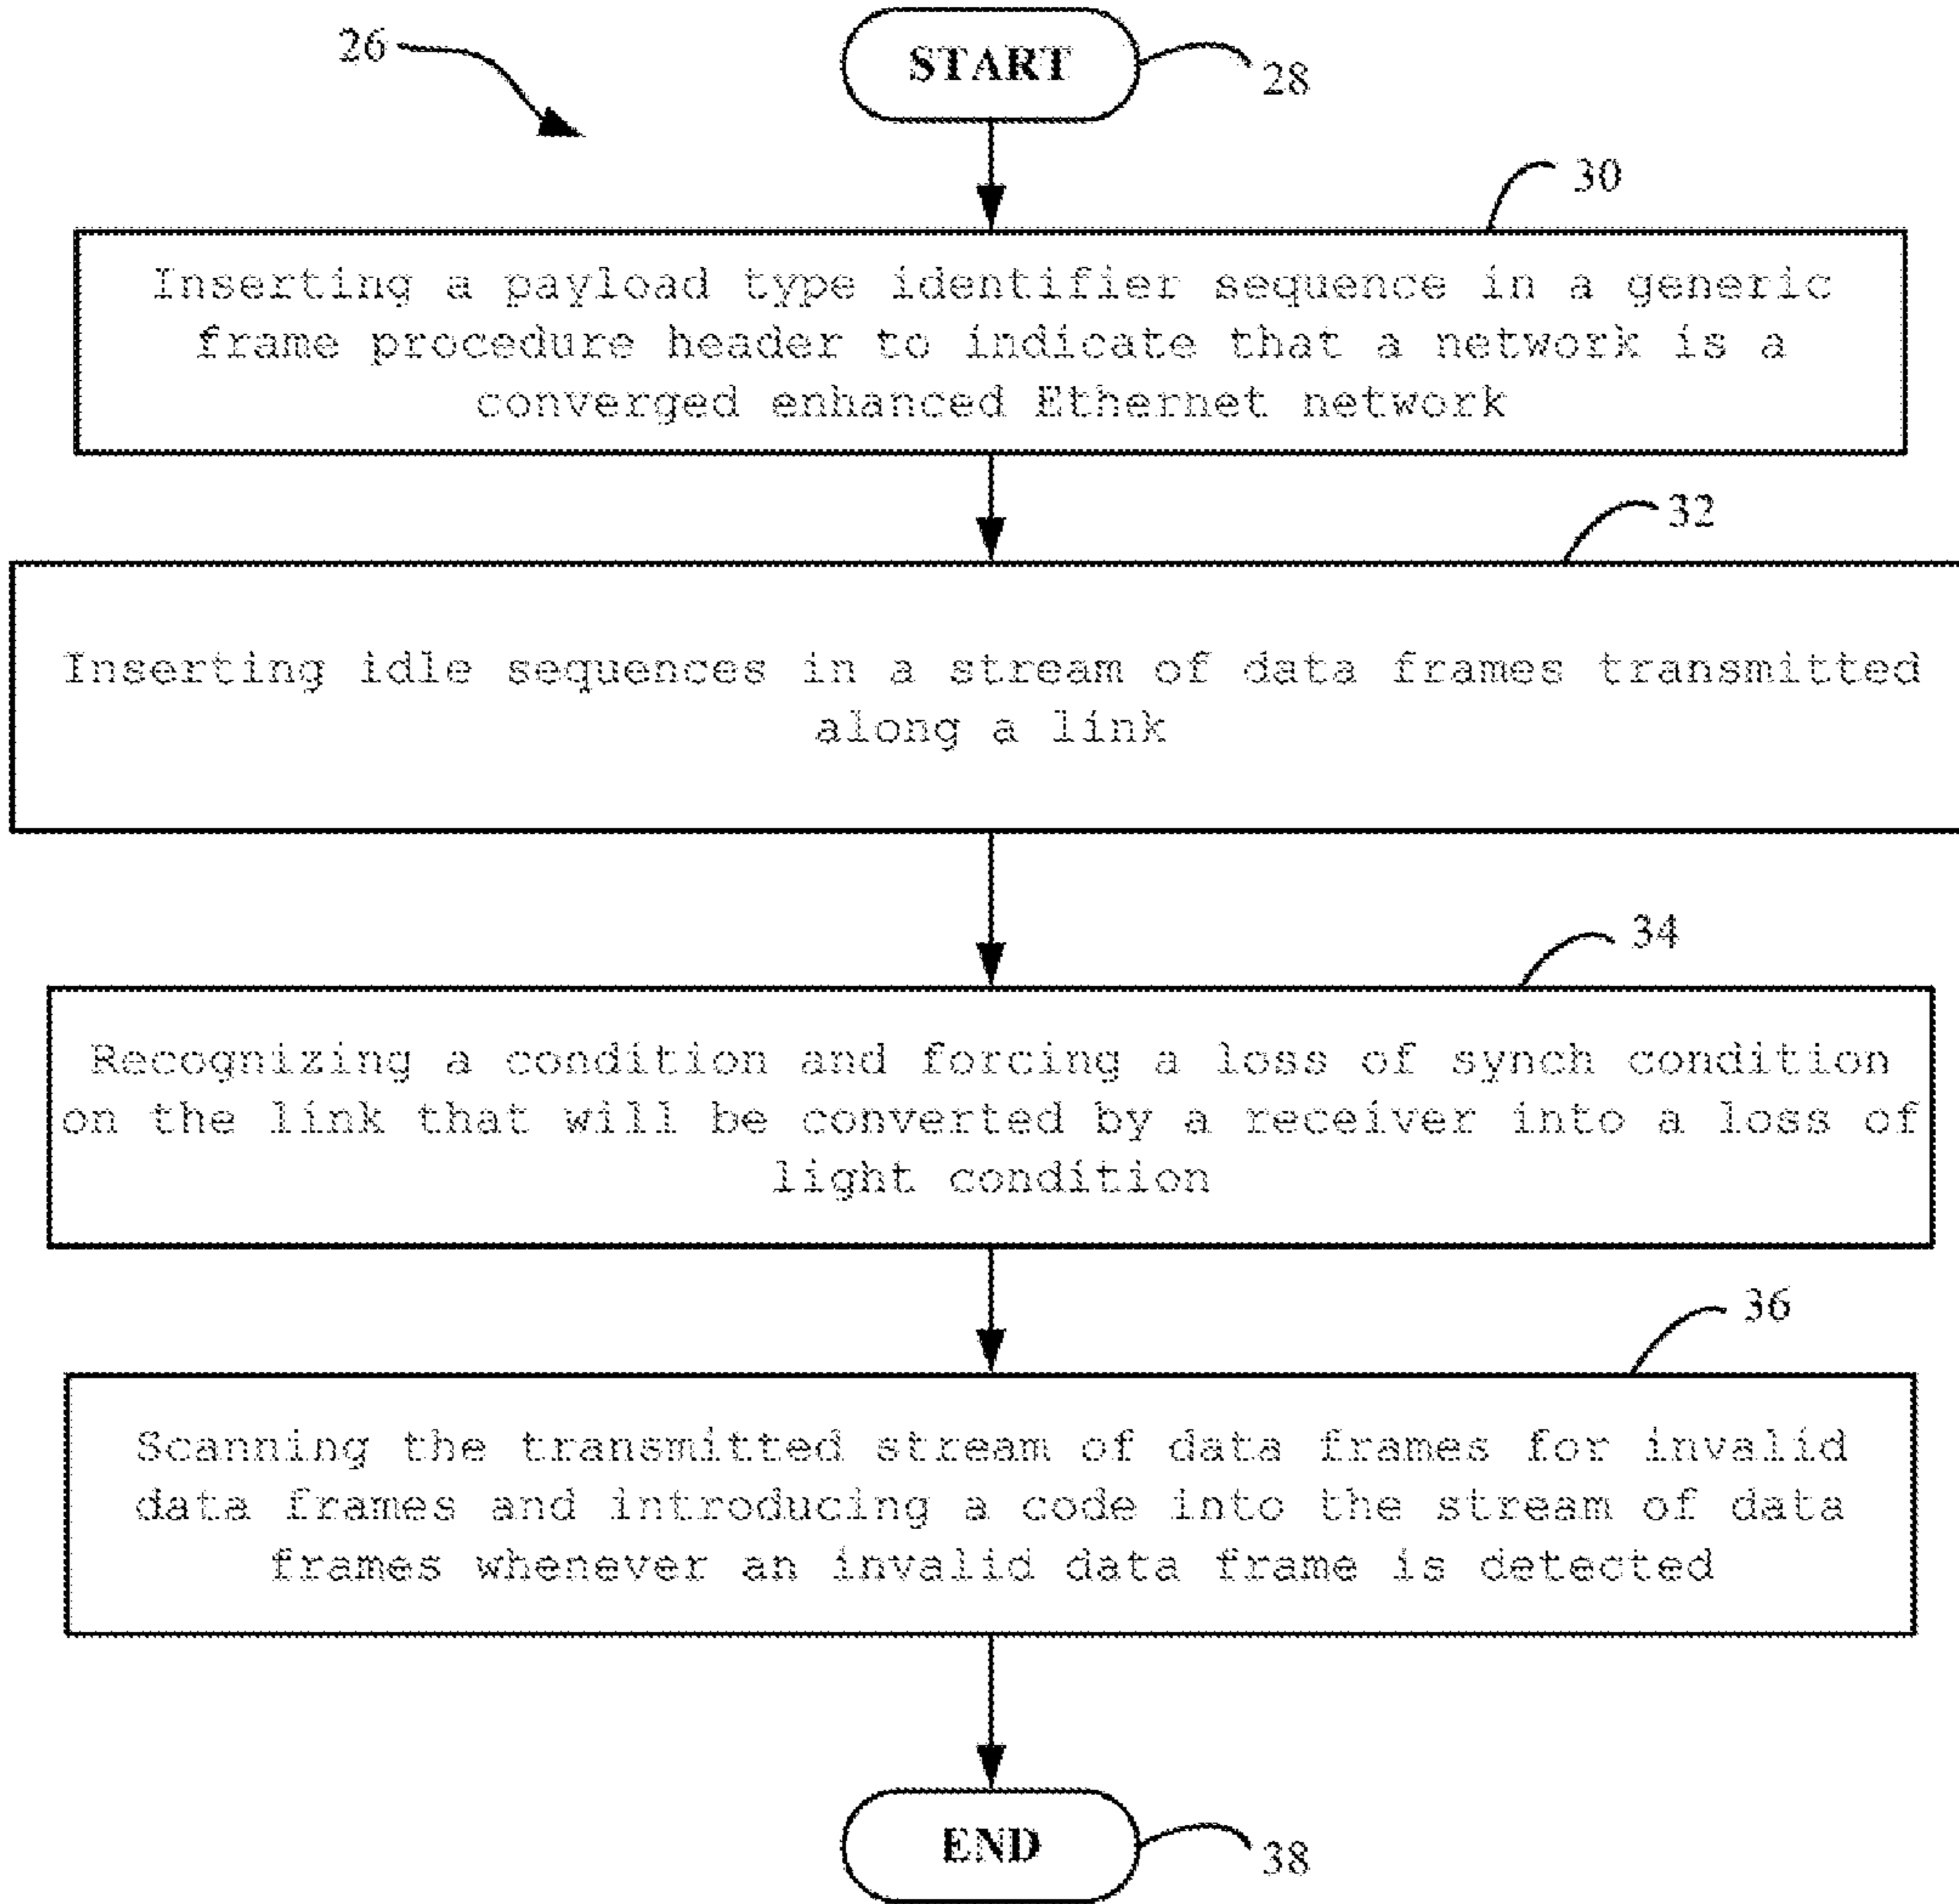 26
START
28
30
Inserting a payload type identifier sequence in a generic
frame procedure header to indicate that a network is a
converged enhanced Ethernet network
32
Inserting idle sequences in a stream of data frames transmitted
along a link
34
Recognizing a condition and forcing a loss of synch condition
on the link that will be converted by a receiver into a loss of
light condition
36
Scanning the transmitted stream of data frames for invalid
data frames and introducing a code into the stream of data
frames whenever an invalid data frame is detected
END
38